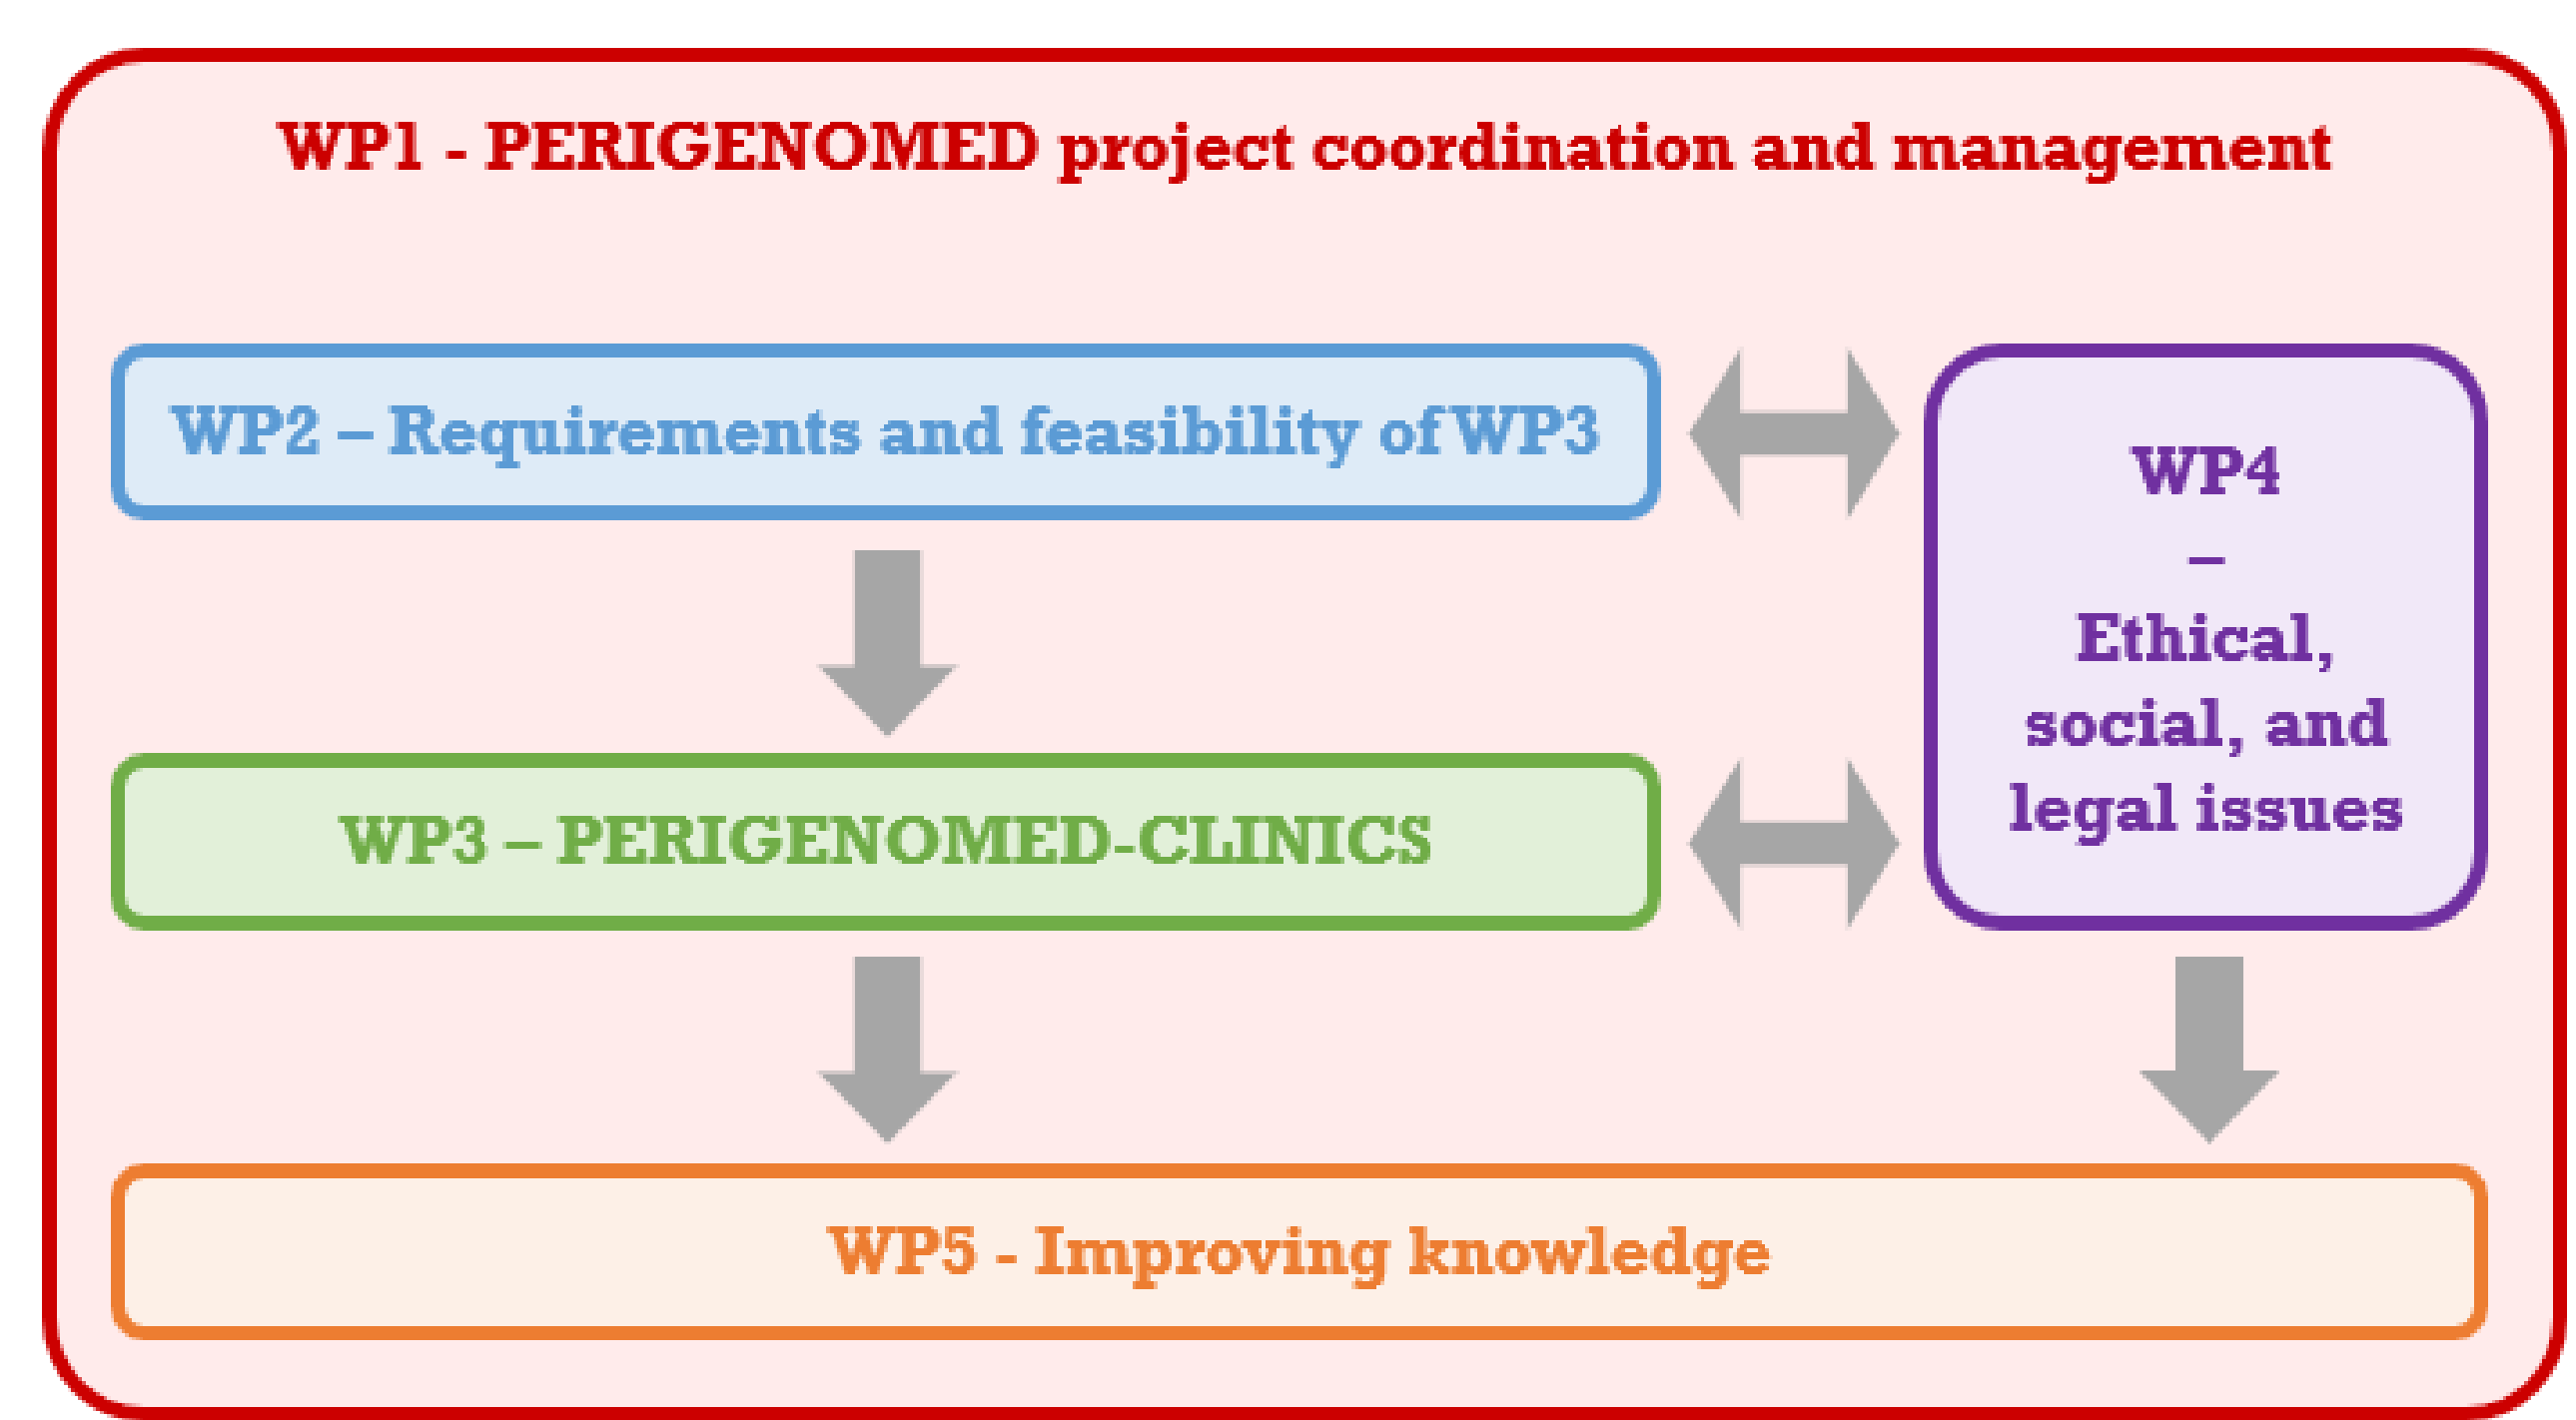 WP1 - PERIGENOMED project coordination and management
WP2 – Requirements and feasibility of WP3
WP4
–
Ethical,
social, and
legal issues
WP3 – PERIGENOMED-CLINICS
WP5 - Improving knowledge